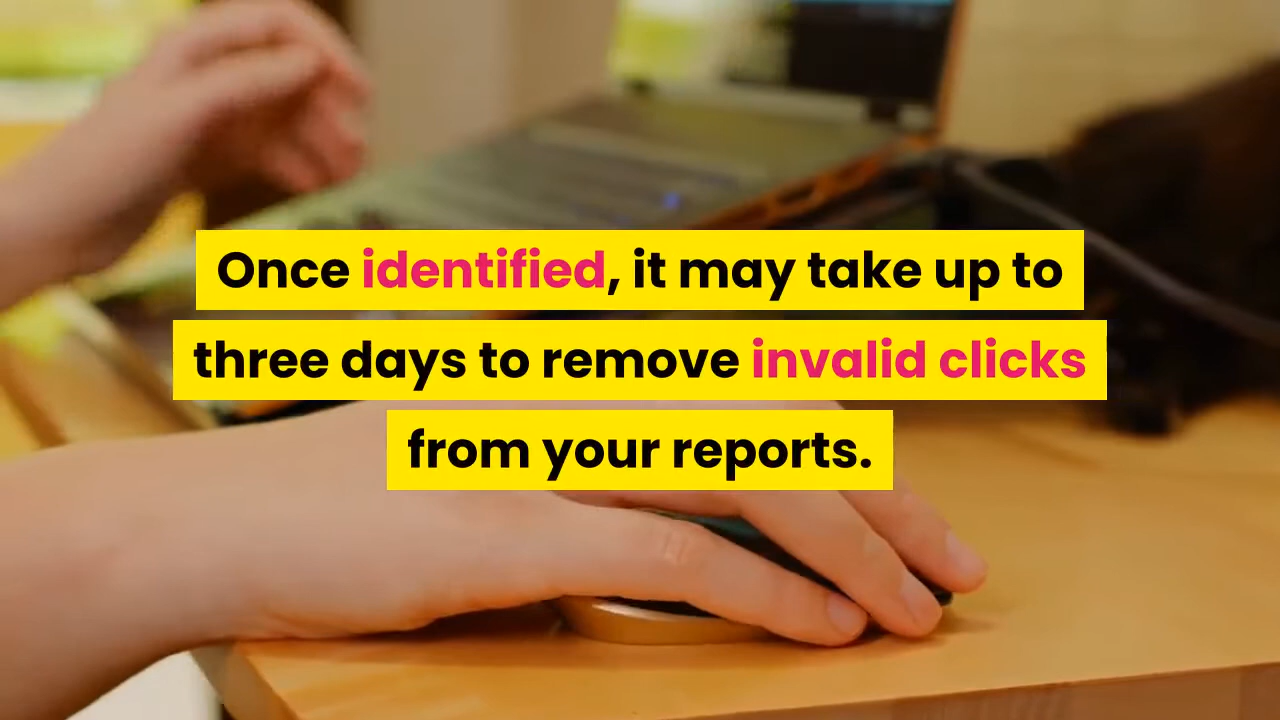 Once identified, it may take up to
three days to remove invalid clicks
from your reports.